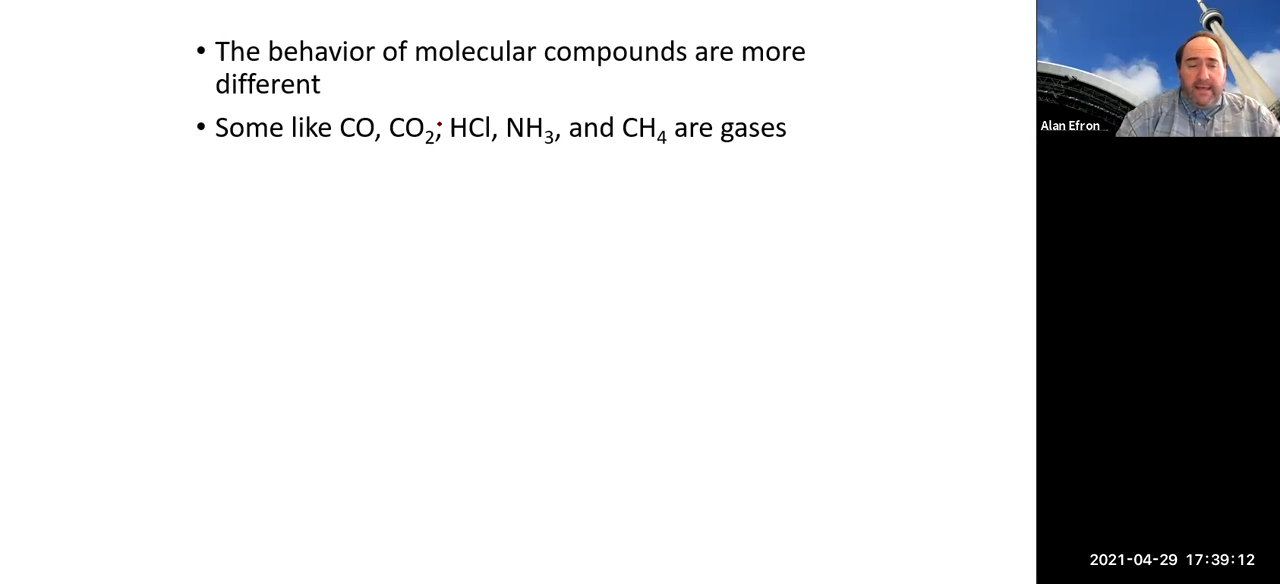 • The behavior of molecular compounds are more
different
• Some like CO, CO₂, HCl, NH₃, and CH₄ are gases
Alan Efron
2021-04-29 17:39:12